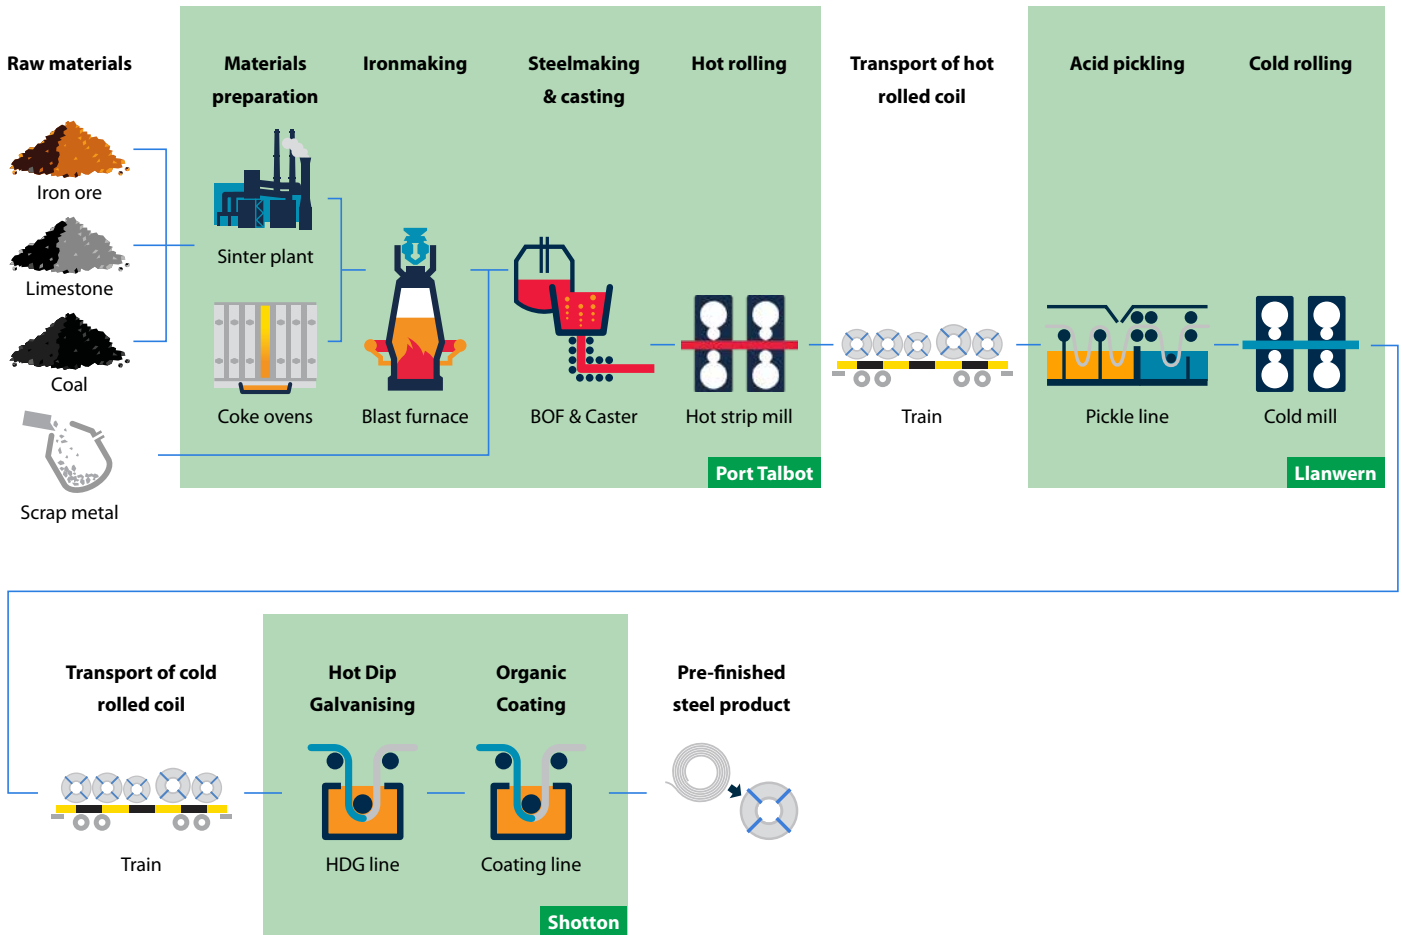 Raw materials
Materials
preparation
Ironmaking
Steelmaking
& casting
Hot rolling
Transport of hot
rolled coil
Acid pickling
Cold rolling
Iron ore
Limestone
Coal
Scrap metal
Sinter plant
Coke ovens
Blast furnace
BOF & Caster
Hot strip mill
Train
Pickle line
Cold mill
Port Talbot
Llanwern
Transport of cold
rolled coil
Hot Dip
Galvanising
Organic
Coating
Pre-finished
steel product
Train
HDG line
Coating line
Shotton